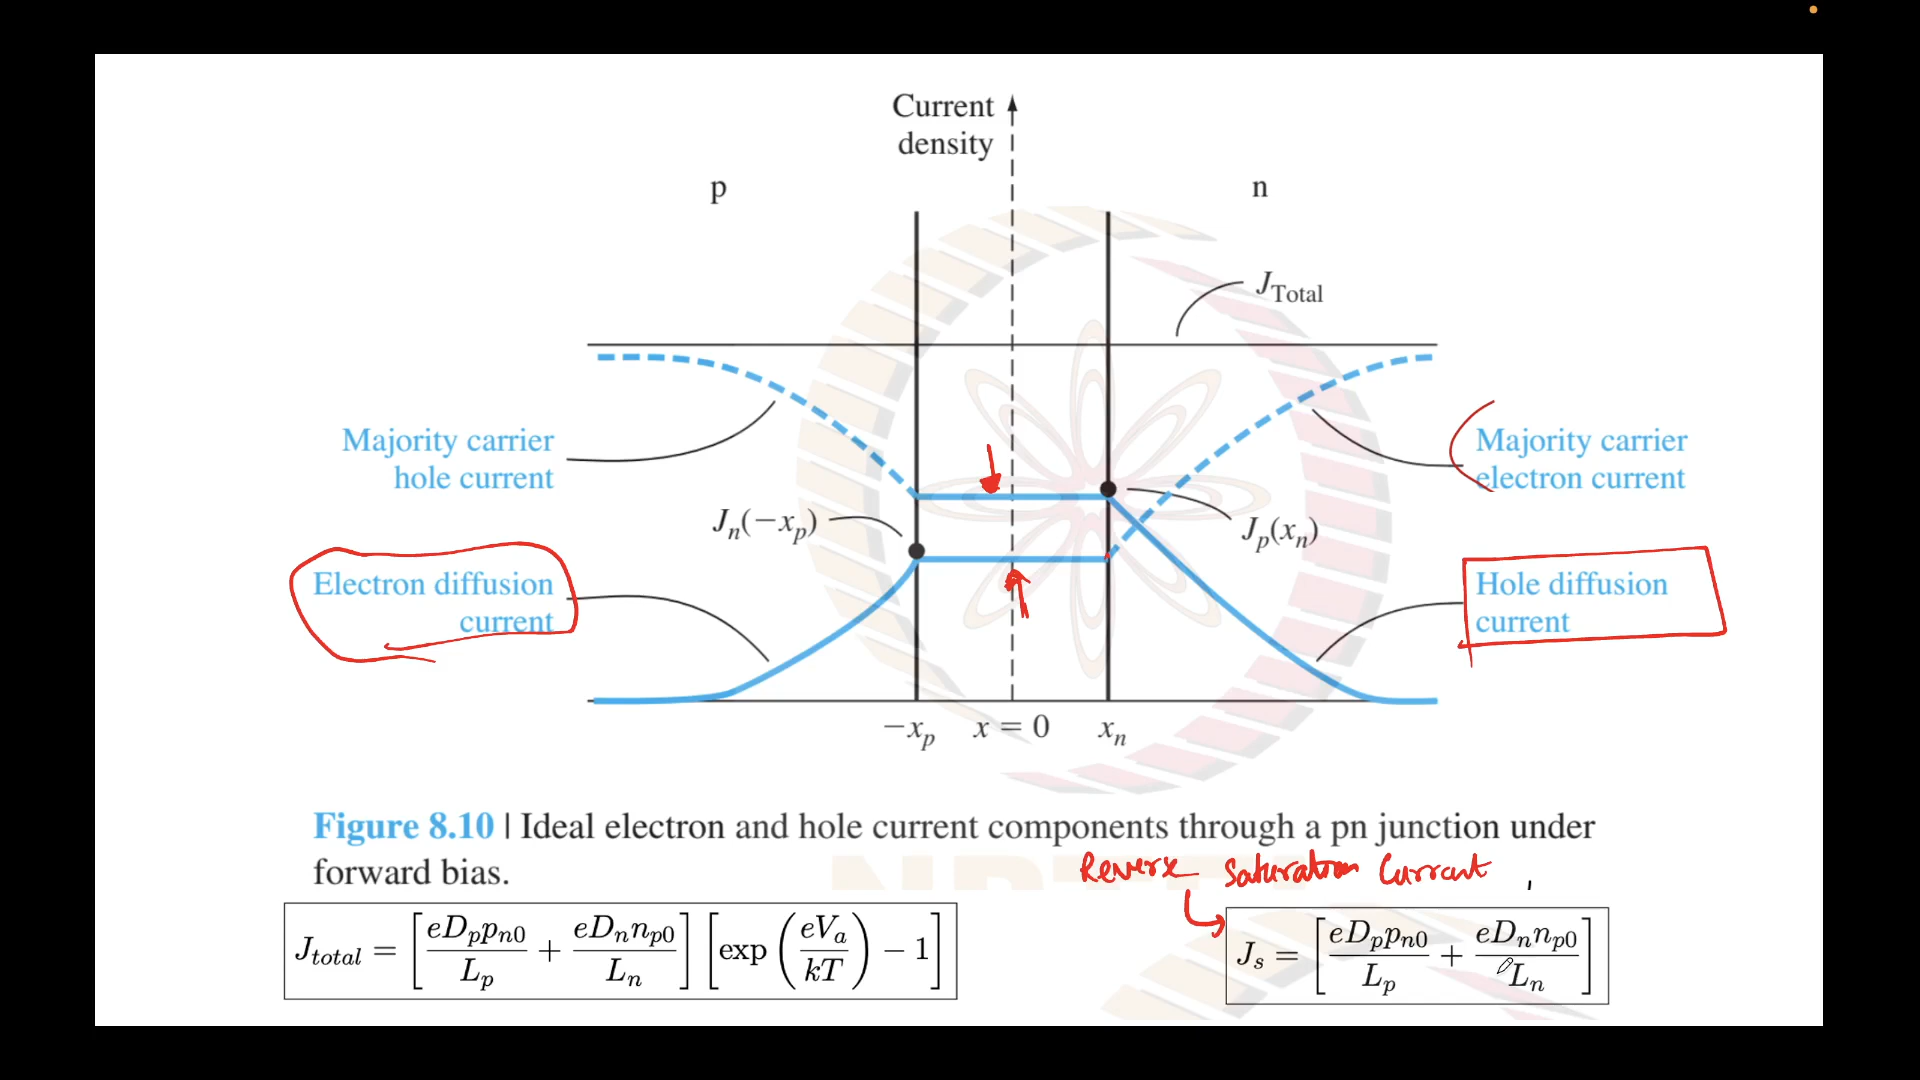 Current
density
p
n
J_Total
Majority carrier
hole current
Majority carrier
electron current
J_n(−x_p)
J_p(x_n)
Electron diffusion
current
Hole diffusion
current
−x_p x = 0 x_n
Figure 8.10 | Ideal electron and hole current components through a pn junction under
forward bias.
Reverse Saturation Current
J_total = [eD_p p_n0 / L_p + eD_n n_p0 / L_n] [exp(eV_a / kT) − 1]
J_s = [eD_p p_n0 / L_p + eD_n n_p0 / L_n]